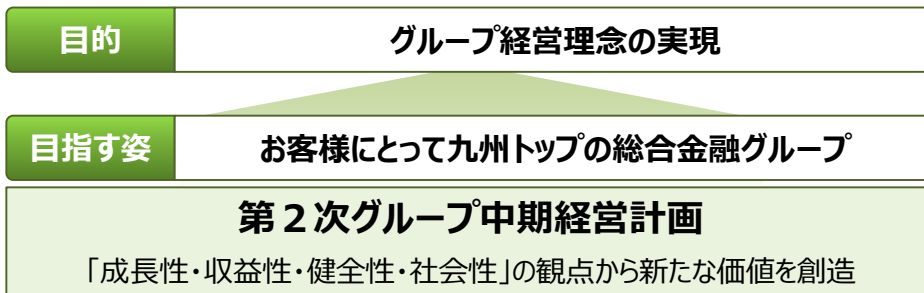 目的
グループ経営理念の実現
目指す姿
お客様にとって九州トップの総合金融グループ
第２次グループ中期経営計画
「成長性・収益性・健全性・社会性」の観点から新たな価値を創造